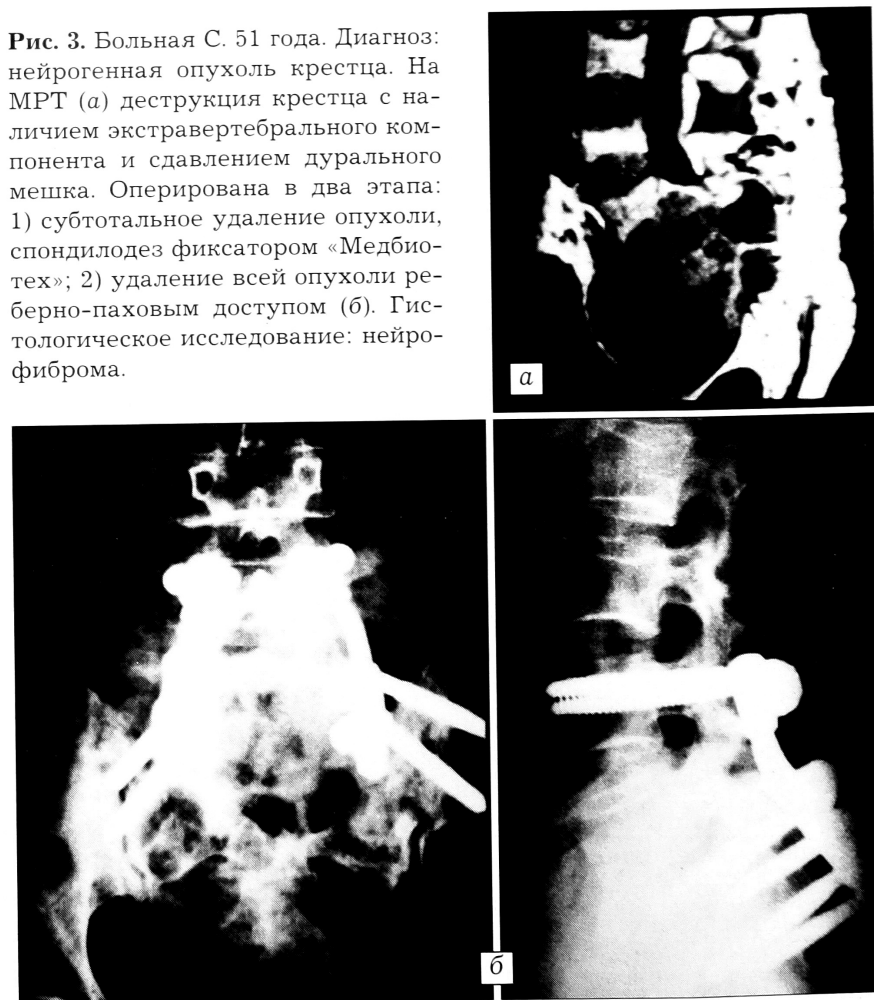 Рис. 3. Больная С. 51 года. Диагноз:
нейрогенная опухоль крестца. На
МРТ (а) деструкция крестца с на-
личием экстравертебрального ком-
понента и сдавлением дурального
мешка. Оперирована в два этапа:
1) субтотальное удаление опухоли,
спондилодез фиксатором «Медбио-
тех»; 2) удаление всей опухоли ре-
берно-паховым доступом (б). Гис-
тологическое исследование: нейро-
фиброма.
а
б